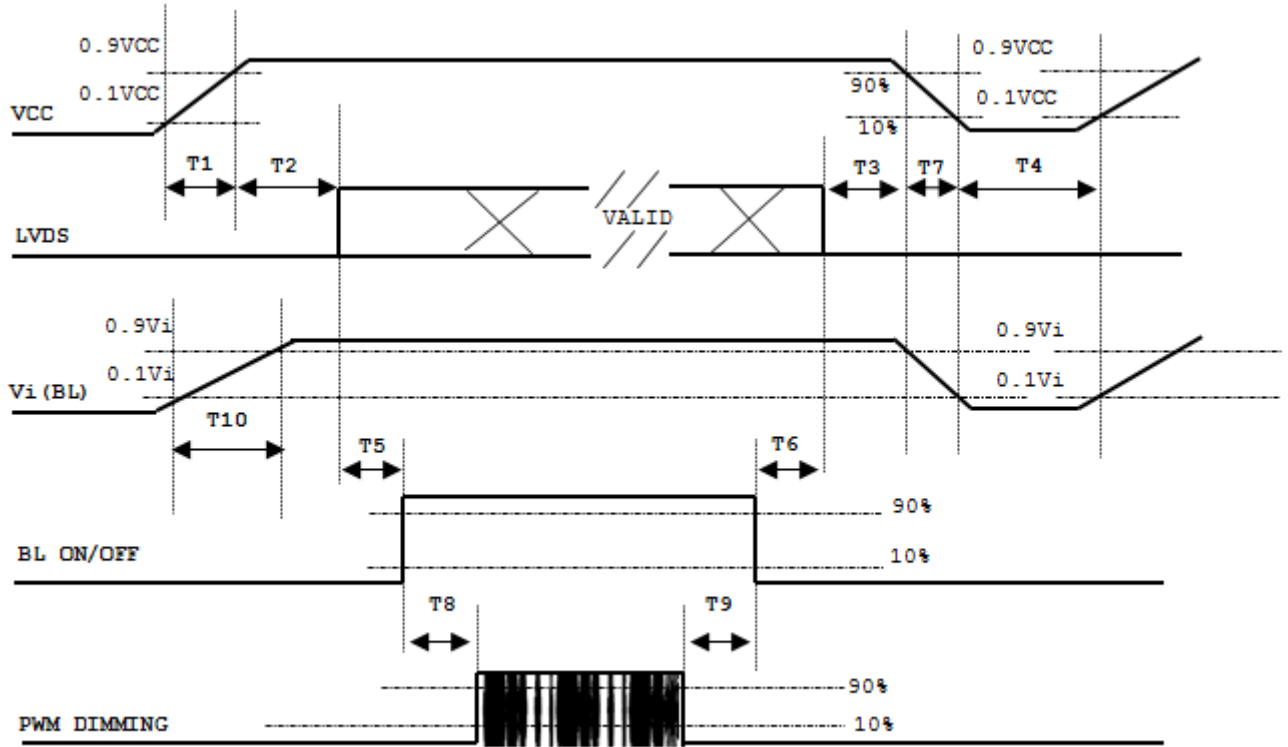 0.9VCC
0.9VCC
90%
0.1VCC
0.1VCC
VCC
10%
T1
T2
T3
T7
T4
VALID
LVDS
0.9Vi
0.9Vi
0.1Vi
0.1Vi
Vi(BL)
T10
T5
T6
90%
BL ON/OFF
10%
T8
T9
90%
PWM DIMMING
10%